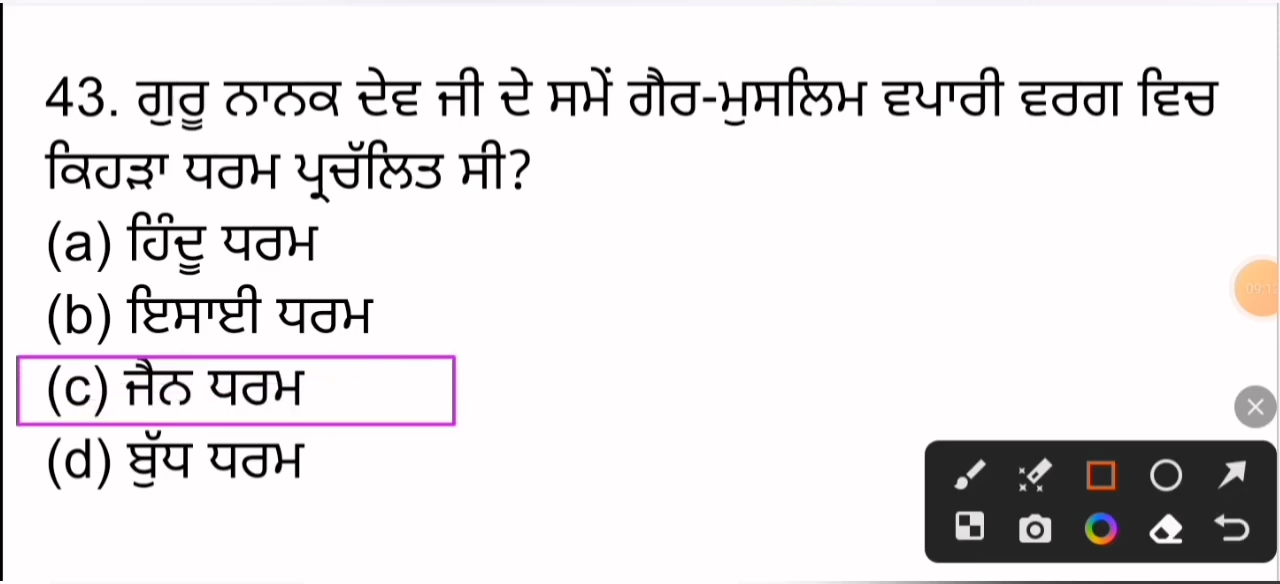 43. ਗੁਰੂ ਨਾਨਕ ਦੇਵ ਜੀ ਦੇ ਸਮੇਂ ਗੈਰ-ਮੁਸਲਿਮ ਵਪਾਰੀ ਵਰਗ ਵਿਚ
ਕਿਹੜਾ ਧਰਮ ਪ੍ਰਚੱਲਿਤ ਸੀ?
(a) ਹਿੰਦੂ ਧਰਮ
(b) ਇਸਾਈ ਧਰਮ
(c) ਜੈਨ ਧਰਮ
(d) ਬੁੱਧ ਧਰਮ